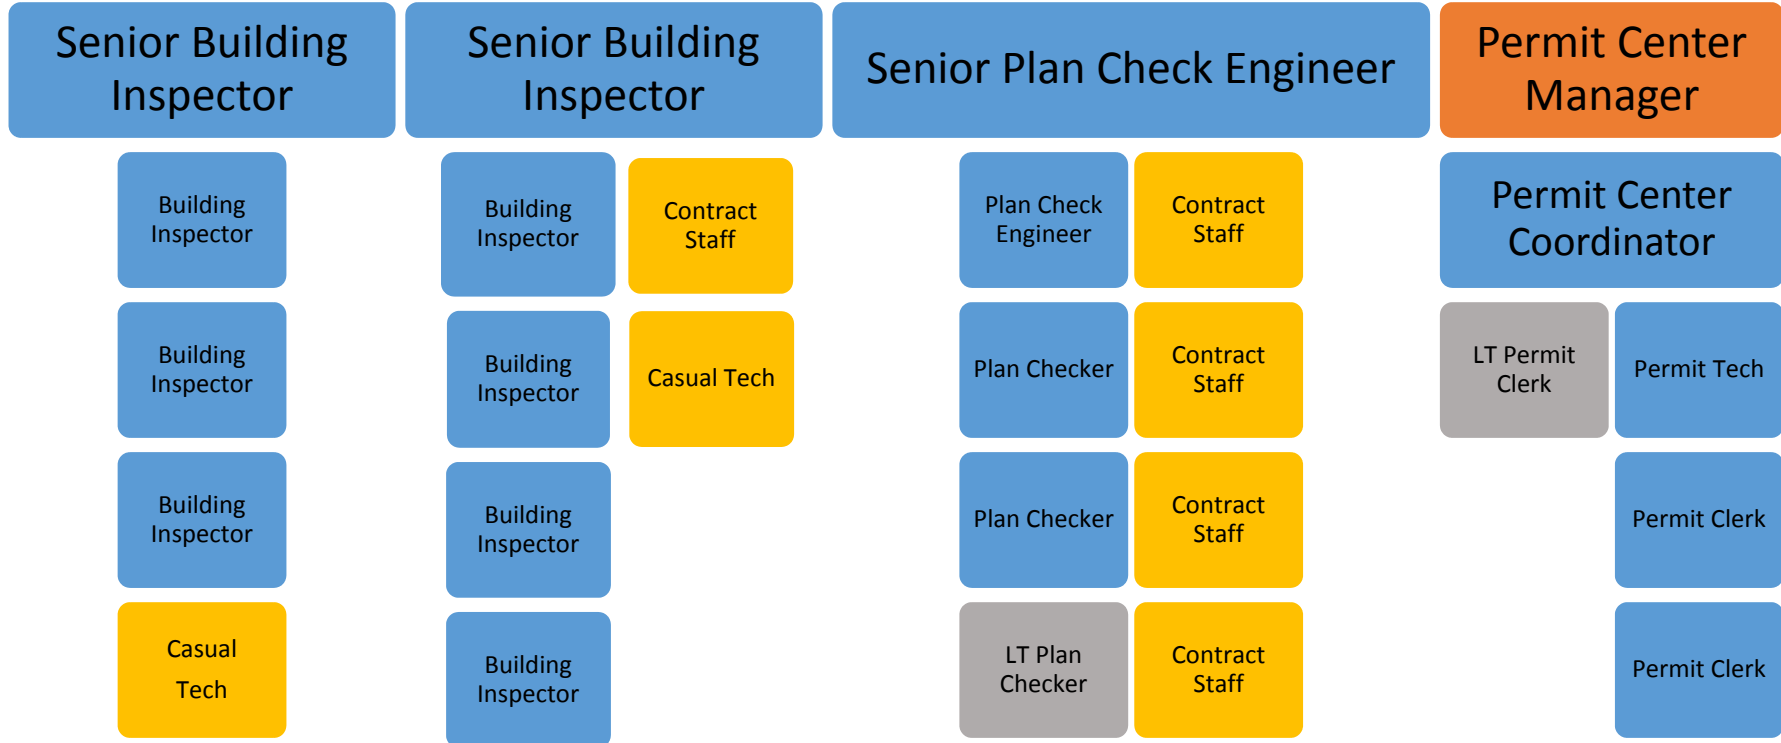 Senior Building
Inspector
Senior Building
Inspector
Senior Plan Check Engineer
Permit Center
Manager
Building
Inspector
Building
Inspector
Contract
Staff
Plan Check
Engineer
Contract
Staff
Permit Center
Coordinator
Building
Inspector
Building
Inspector
Casual Tech
Plan Checker
Contract
Staff
LT Permit
Clerk
Permit Tech
Building
Inspector
Building
Inspector
Plan Checker
Contract
Staff
Permit Clerk
Casual
Tech
Building
Inspector
LT Plan
Checker
Contract
Staff
Permit Clerk